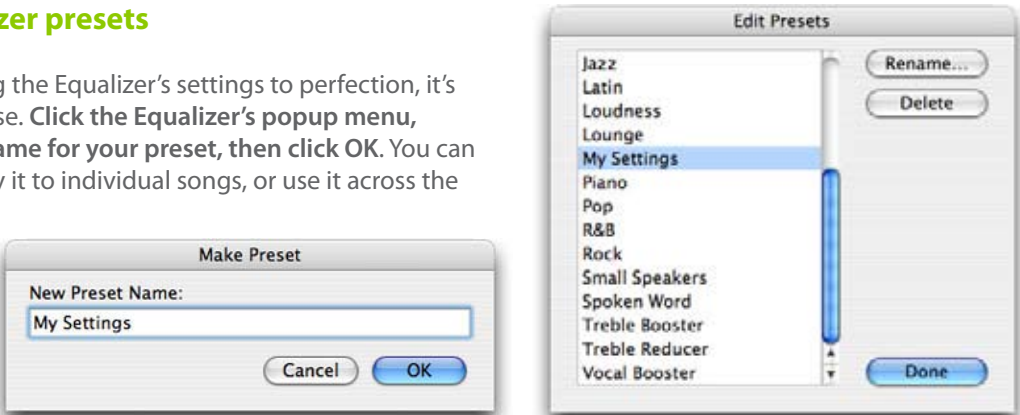 zer presets
g the Equalizer's settings to perfection, it's
se. Click the Equalizer's popup menu,
ame for your preset, then click OK. You can
y it to individual songs, or use it across the
Make Preset
New Preset Name:
My Settings
Cancel
OK
Edit Presets
Jazz
Latin
Loudness
Lounge
My Settings
Piano
Pop
R&B
Rock
Small Speakers
Spoken Word
Treble Booster
Treble Reducer
Vocal Booster
Rename...
Delete
Done